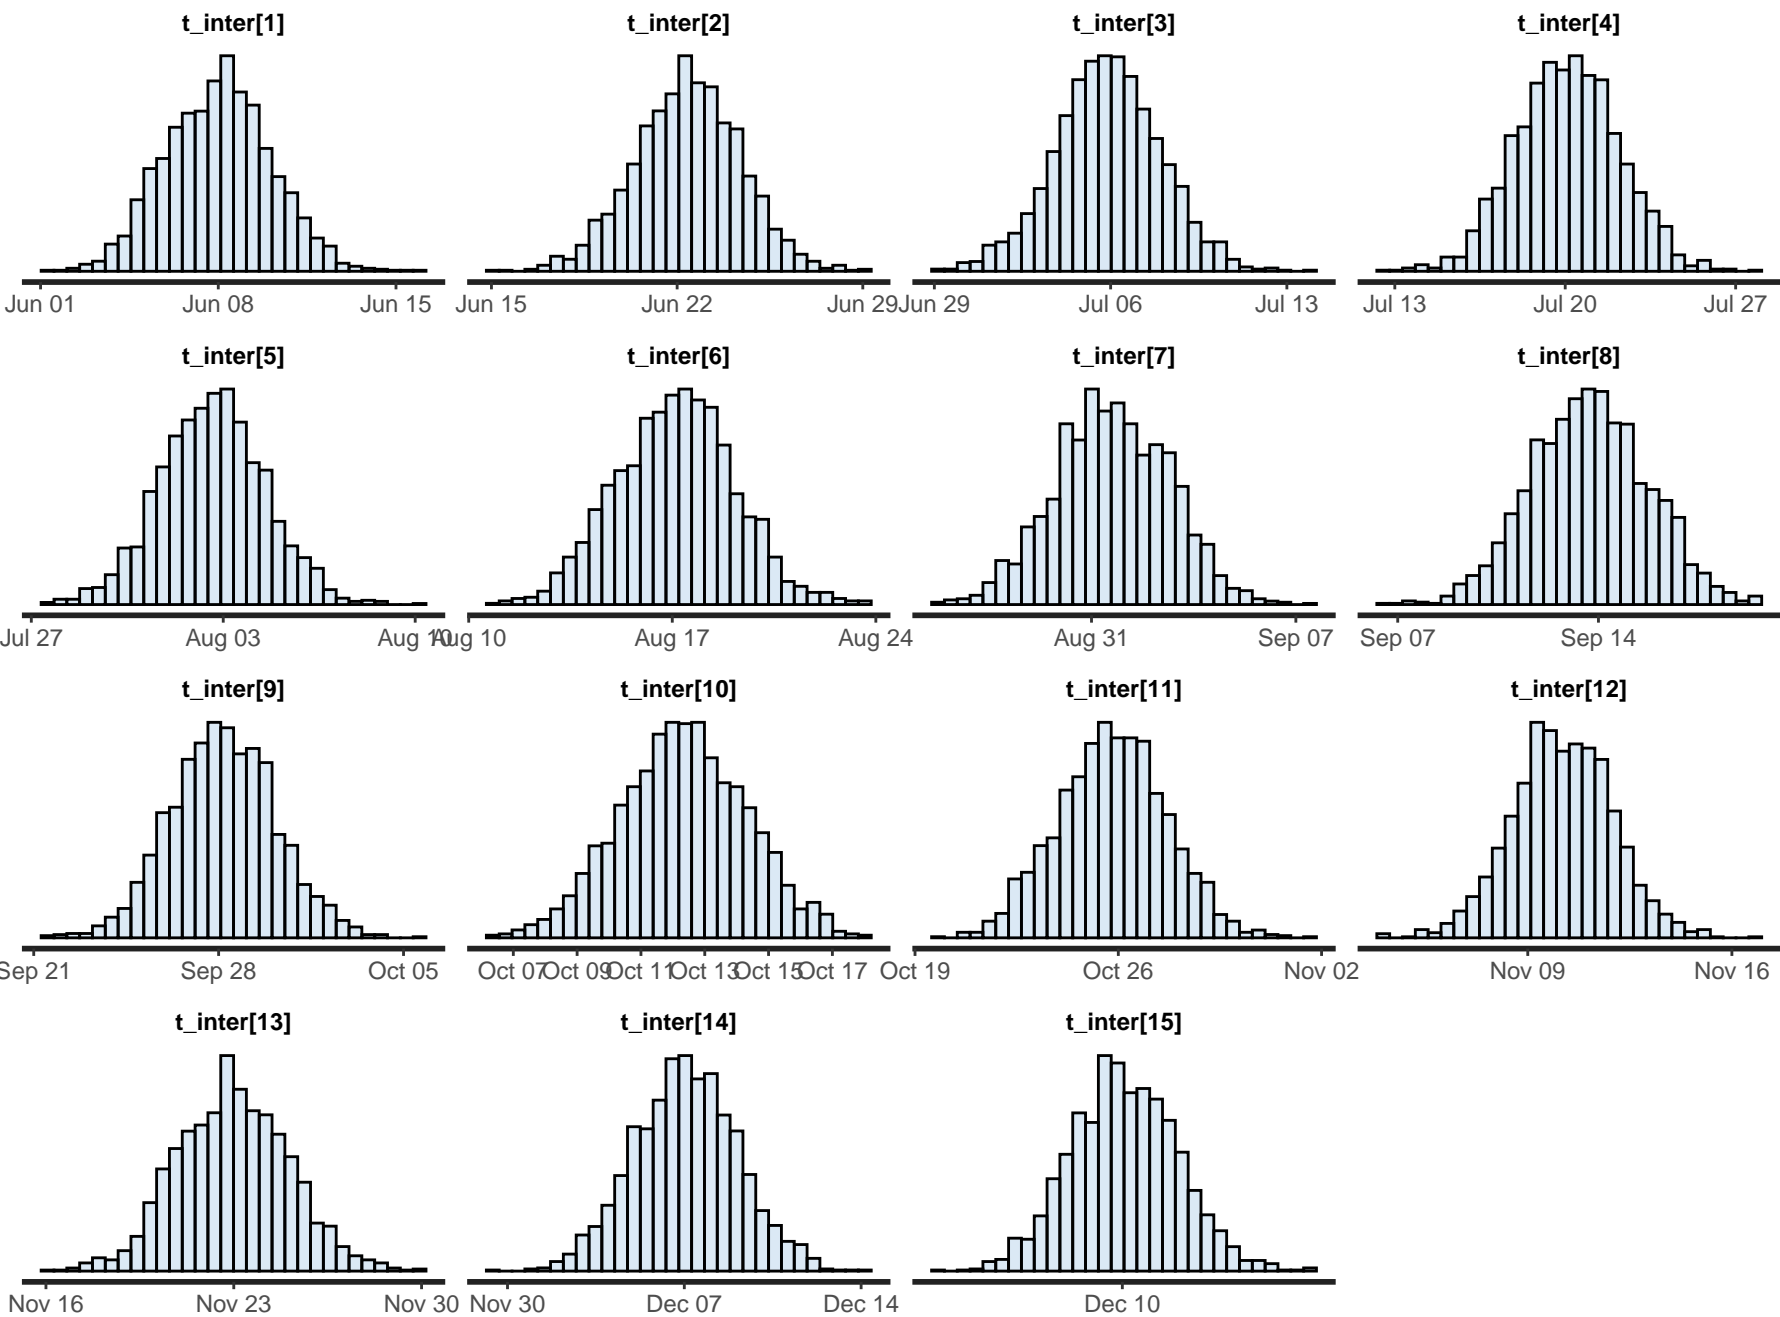 t_inter[1] t_inter[2] t_inter[3] t_inter[4]
Jun 01 Jun 08 Jun 15 Jun 15 Jun 22 Jun 29 Jun 29 Jul 06 Jul 13 Jul 13 Jul 20 Jul 27
t_inter[5] t_inter[6] t_inter[7] t_inter[8]
Jul 27 Aug 03 Aug 10 Aug 10 Aug 17 Aug 24 Aug 31 Sep 07 Sep 07 Sep 14
t_inter[9] t_inter[10] t_inter[11] t_inter[12]
Sep 21 Sep 28 Oct 05 Oct 07 Oct 09 Oct 11 Oct 13 Oct 15 Oct 17 Oct 19 Oct 26 Nov 02 Nov 09 Nov 16
t_inter[13] t_inter[14] t_inter[15]
Nov 16 Nov 23 Nov 30 Nov 30 Dec 07 Dec 14 Dec 10